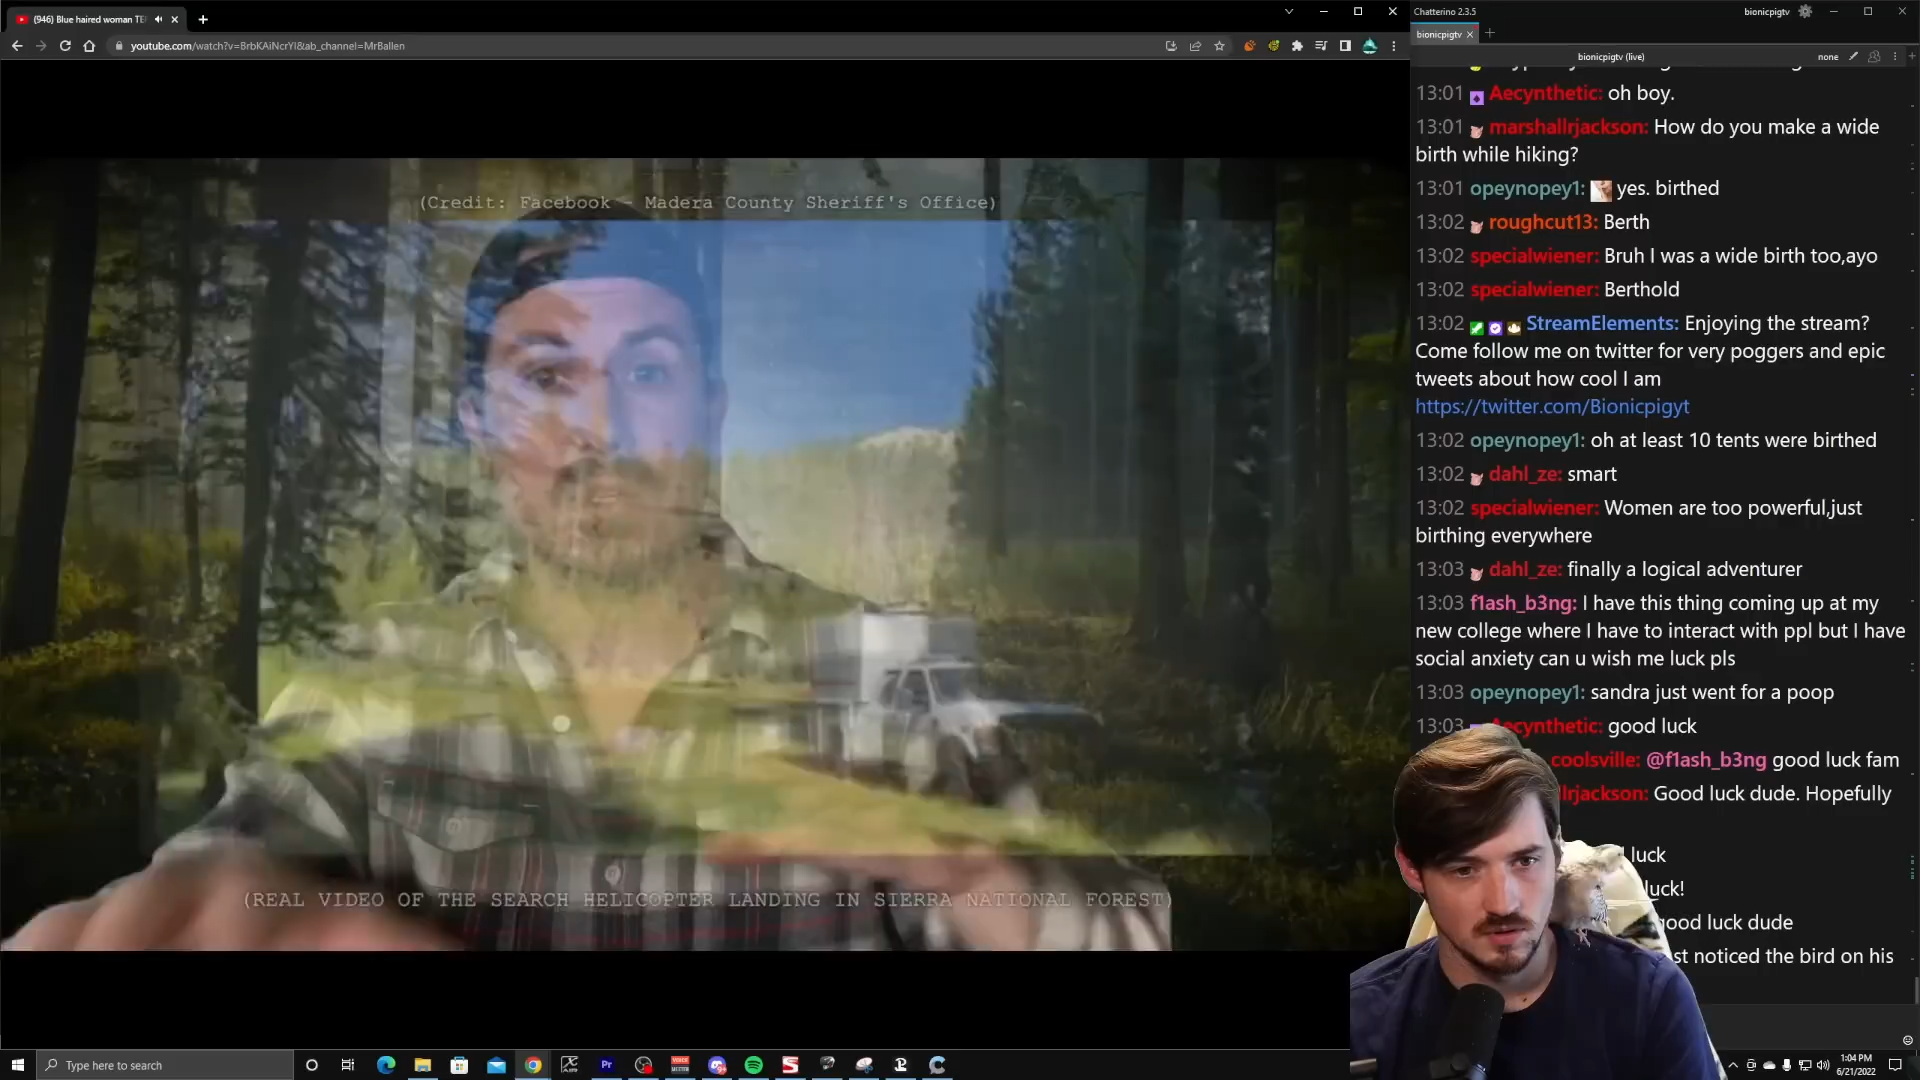 (946) Blue haired woman TE
Chatterino 2.3.5
bionicpigtv
youtube.com/watch?v=BrbKAiNcrYI&ab_channel=MrBallen
bionicpigtv
bionicpigtv (live)
none
(Credit: Facebook - Madera County Sheriff's Office)
(REAL VIDEO OF THE SEARCH HELICOPTER LANDING IN SIERRA NATIONAL FOREST)
13:01 Aecynthetic: oh boy.
13:01 marshallrjackson: How do you make a wide
birth while hiking?
13:01 opeynopey1: yes. birthed
13:02 roughcut13: Berth
13:02 specialwiener: Bruh I was a wide birth too,ayo
13:02 specialwiener: Berthold
13:02 StreamElements: Enjoying the stream?
Come follow me on twitter for very poggers and epic
tweets about how cool I am
https://twitter.com/Bionicpigyt
13:02 opeynopey1: oh at least 10 tents were birthed
13:02 dahl_ze: smart
13:02 specialwiener: Women are too powerful,just
birthing everywhere
13:03 dahl_ze: finally a logical adventurer
13:03 f1ash_b3ng: I have this thing coming up at my
new college where I have to interact with ppl but I have
social anxiety can u wish me luck pls
13:03 opeynopey1: sandra just went for a poop
13:03 Aecynthetic: good luck
coolsville: @f1ash_b3ng good luck fam
llrjackson: Good luck dude. Hopefully
luck
luck!
good luck dude
st noticed the bird on his
Type here to search
Pr
1:04 PM
6/21/2022